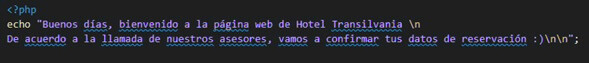 <?php
echo "Buenos días, bienvenido a la página web de Hotel Transilvania \n
De acuerdo a la llamada de nuestros asesores, vamos a confirmar tus datos de reservación :)\n\n";